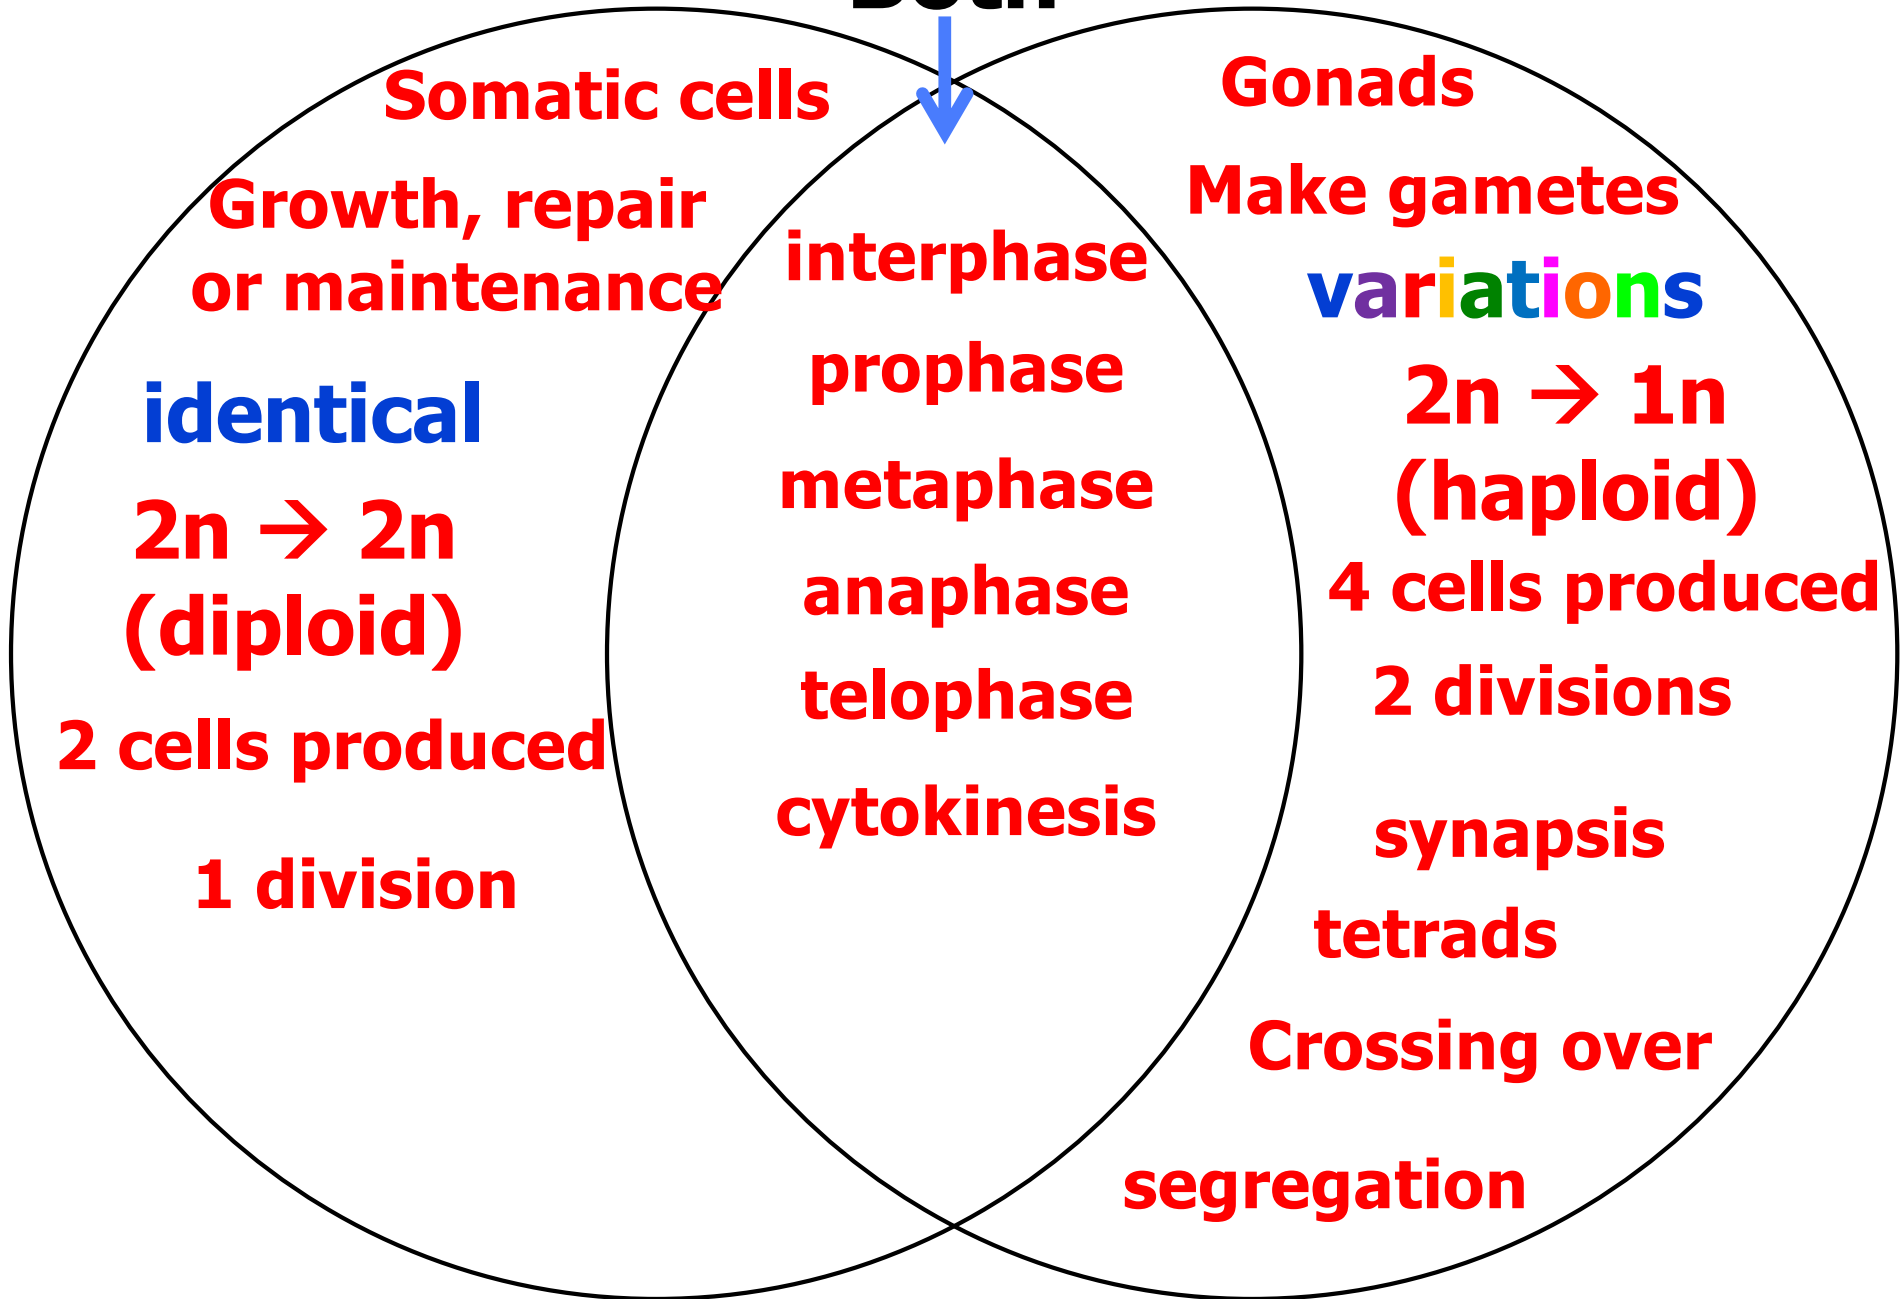 Both
Somatic cells
Growth, repair
or maintenance
identical
2n → 2n
(diploid)
2 cells produced
1 division
interphase
prophase
metaphase
anaphase
telophase
cytokinesis
Gonads
Make gametes
variations
2n → 1n
(haploid)
4 cells produced
2 divisions
synapsis
tetrads
Crossing over
segregation